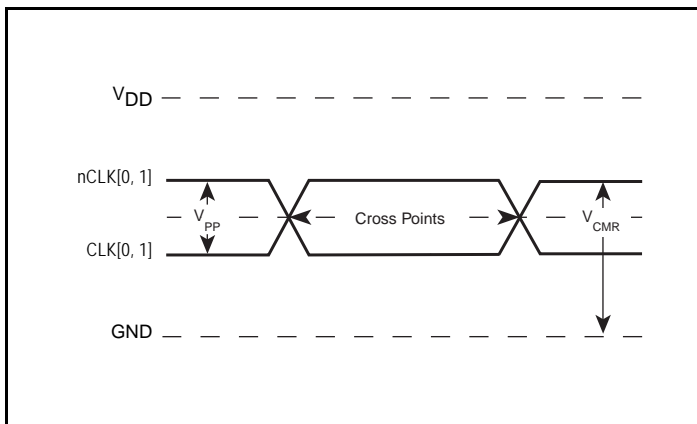 VDD
nCLK[0, 1]
VPP
Cross Points
VCMR
CLK[0, 1]
GND